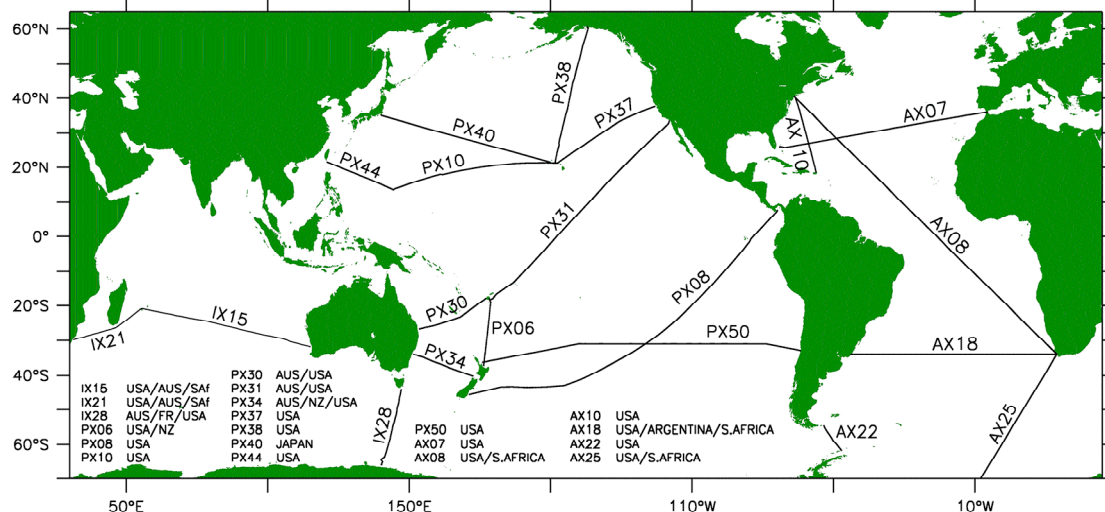 60°N
40°N
20°N
0°
20°S
40°S
60°S
PX38
PX37
PX40
PX44
PX10
PX31
PX30
PX06
PX34
PX08
PX50
AX07
AX10
AX08
AX18
AX22
AX25
IX15
IX21
IX28
IX15 USA/AUS/SAf
IX21 USA/AUS/SAf
IX28 AUS/FR/USA
PX06 USA/NZ
PX08 USA
PX10 USA
PX30 AUS/USA
PX31 AUS/USA
PX34 AUS/NZ/USA
PX37 USA
PX38 USA
PX40 JAPAN
PX44 USA
PX50 USA
AX07 USA
AX08 USA/S.AFRICA
AX10 USA
AX18 USA/ARGENTINA/S.AFRICA
AX22 USA
AX25 USA/S.AFRICA
50°E
150°E
110°W
10°W